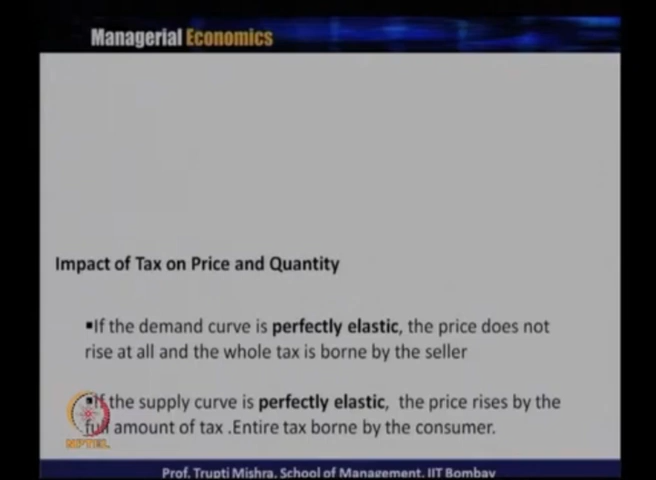 Managerial Economics
Impact of Tax on Price and Quantity
▪If the demand curve is perfectly elastic, the price does not
rise at all and the whole tax is borne by the seller
▪If the supply curve is perfectly elastic, the price rises by the
full amount of tax .Entire tax borne by the consumer.
NPTEL
Prof. Trupti Mishra, School of Management, IIT Bombay